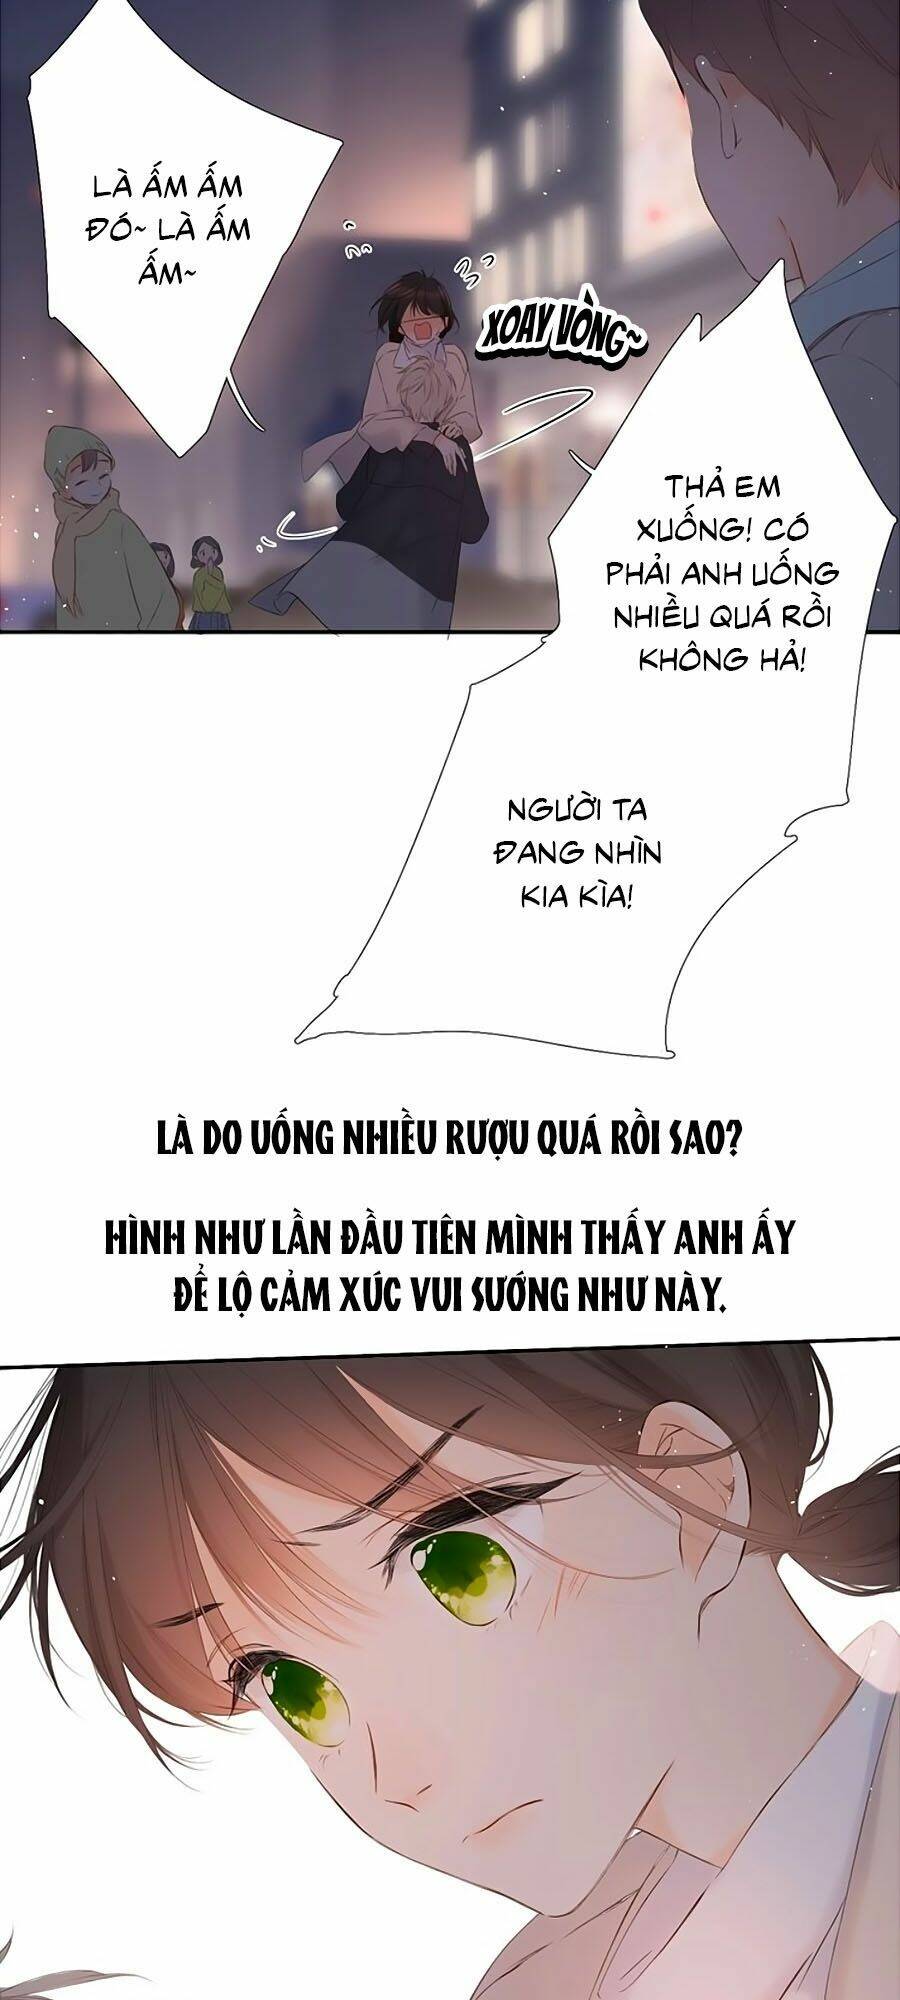 LÀ ẤM ẤM
ĐÓ~ LÀ ẤM
ẤM~
XOAY VÒNG~
THẢ EM
XUỐNG! CÓ
PHẢI ANH UỐNG
NHIỀU QUÁ RỒI
KHÔNG HẢ!
NGƯỜI TA
ĐANG NHÌN
KIA KÌA!
LÀ DO UỐNG NHIỀU RƯỢU QUÁ RỒI SAO?
HÌNH NHƯ LẦN ĐẦU TIÊN MÌNH THẤY ANH ẤY
ĐỂ LỘ CẢM XÚC VUI SƯỚNG NHƯ NÀY.